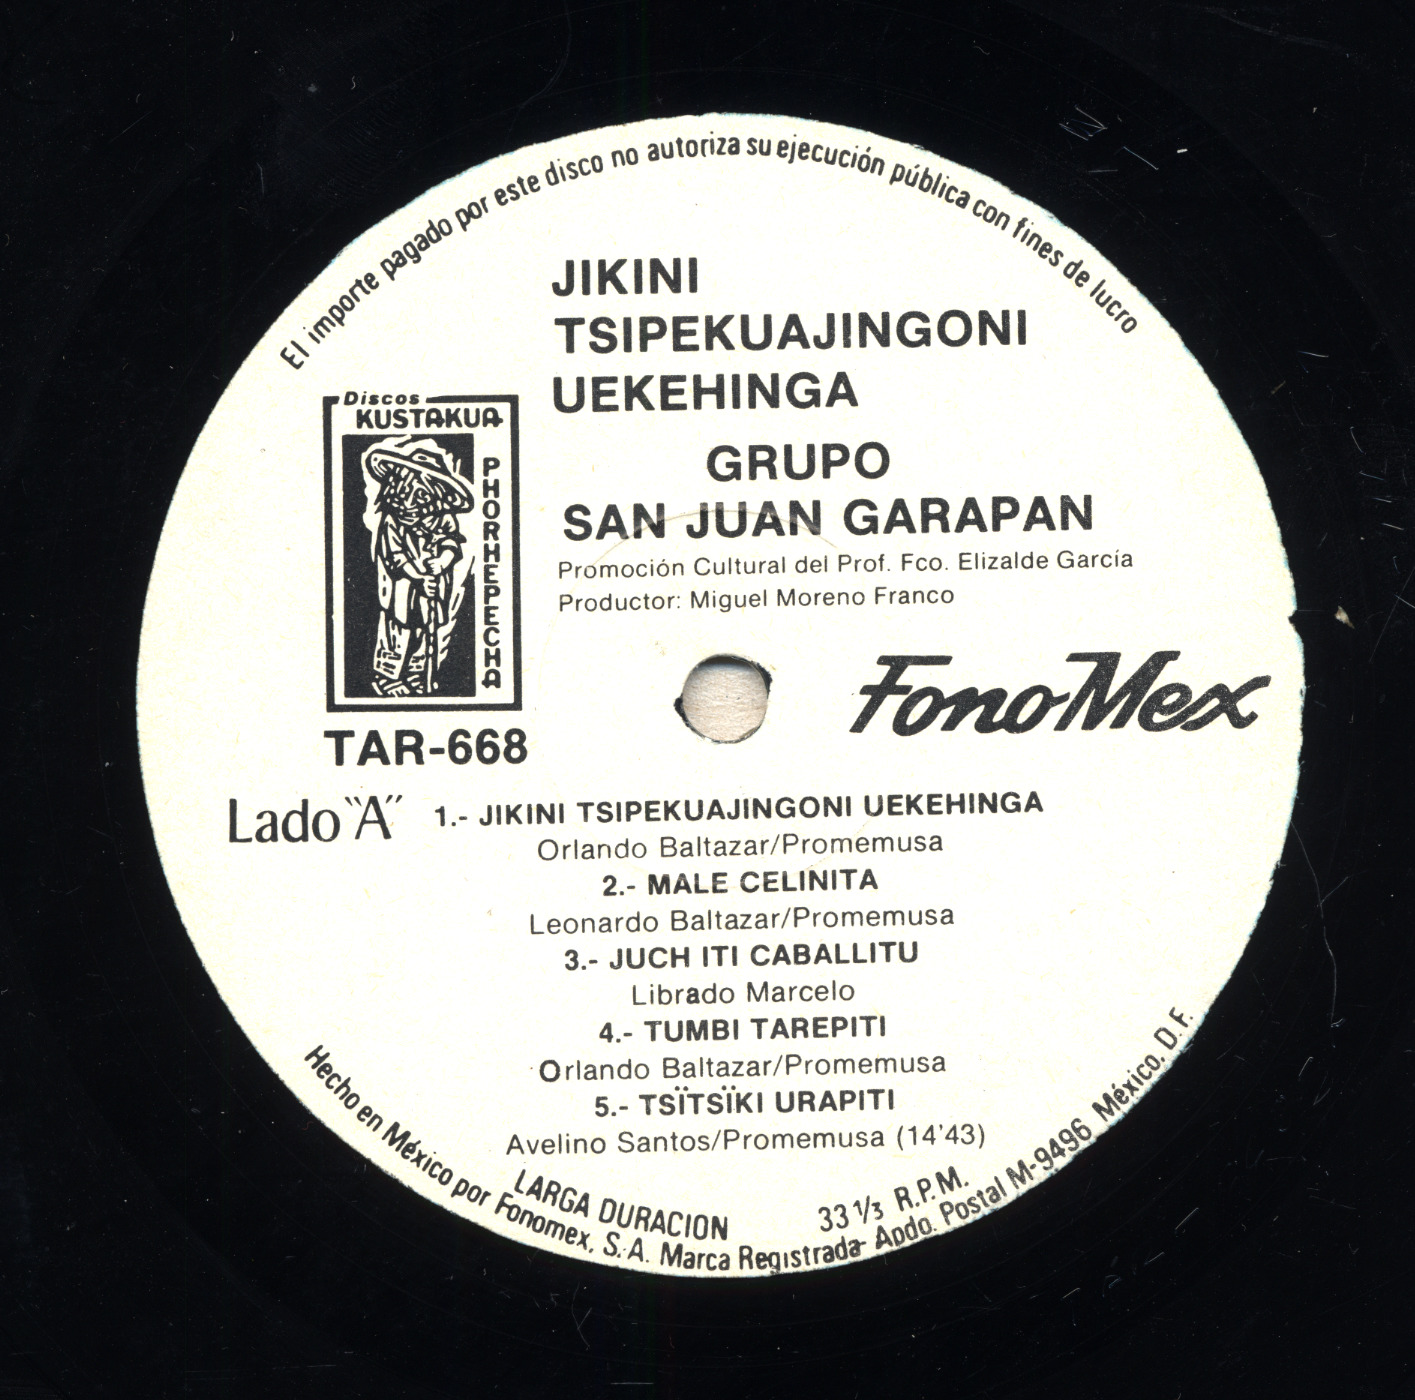 El importe pagado por este disco no autoriza su ejecución pública con fines de lucro
JIKINI
TSIPEKUAJINGONI
UEKEHINGA
GRUPO
SAN JUAN GARAPAN
Promoción Cultural del Prof. Fco. Elizalde García
Productor: Miguel Moreno Franco
Discos
KUSTAKUA
PHORHEPECHA
TAR-668
FonoMex
Lado "A"
1.- JIKINI TSIPEKUAJINGONI UEKEHINGA
Orlando Baltazar/Promemusa
2.- MALE CELINITA
Leonardo Baltazar/Promemusa
3.- JUCH ITI CABALLITU
Librado Marcelo
4.- TUMBI TAREPITI
Orlando Baltazar/Promemusa
5.- TSÏTSÏKI URAPITI
Avelino Santos/Promemusa (14'43)
LARGA DURACION
33 1/3 R.P.M.
Hecho en México por Fonomex, S.A. Marca Registrada- Apdo. Postal M-9496 México, D.F.